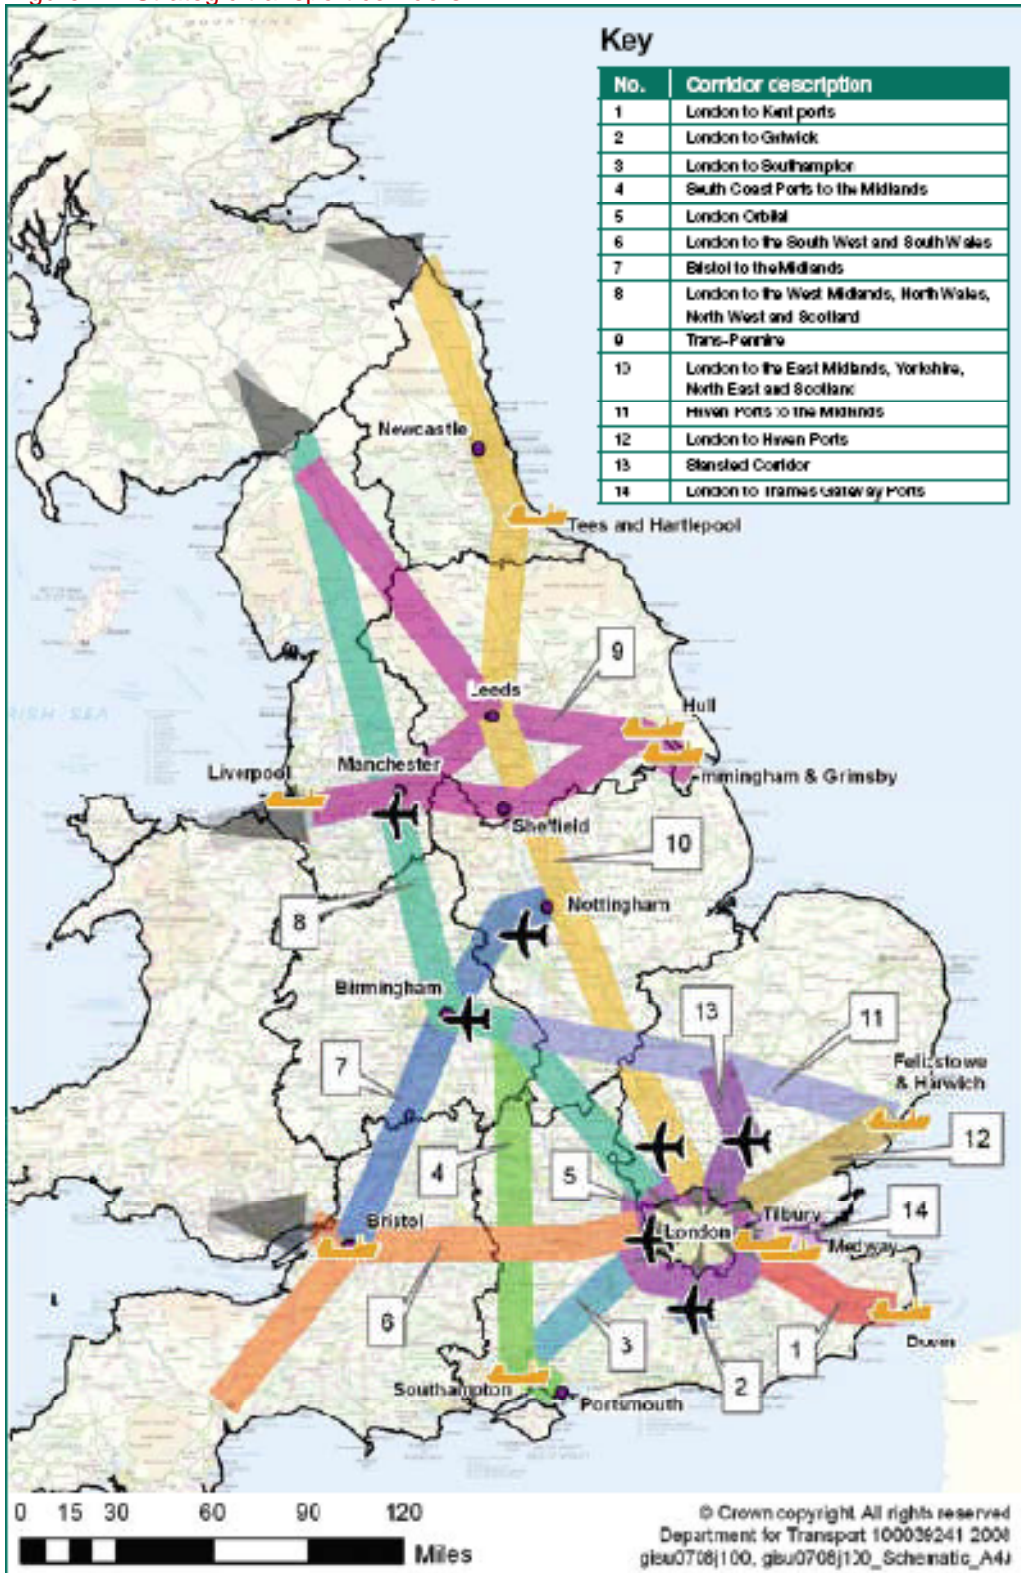 Key
No. Corridor description
1 London to Kent ports
2 London to Gatwick
3 London to Southampton
4 South Coast Ports to the Midlands
5 London Orbital
6 London to the South West and South Wales
7 Bristol to the Midlands
8 London to the West Midlands, North Wales,
North West and Scotland
9 Trans-Pennine
10 London to the East Midlands, Yorkshire,
North East and Scotland
11 Haven Ports to the Midlands
12 London to Haven Ports
13 Stansted Corridor
14 London to Thames Gateway Ports
Newcastle
Tees and Hartlepool
9
Leeds
Hull
Manchester
Liverpool
Immingham & Grimsby
Sheffield
10
Nottingham
8
Birmingham
13
11
7
Felixstowe
& Harwich
4
5
12
Bristol
Tilbury
14
London
Medway
6
3
1
Dover
2
Southampton
Portsmouth
IRISH SEA
0 15 30 60 90 120
Miles
© Crown copyright. All rights reserved
Department for Transport 100039241 2008
gisu0708j100, gisu0708j100_Schematic_A4J